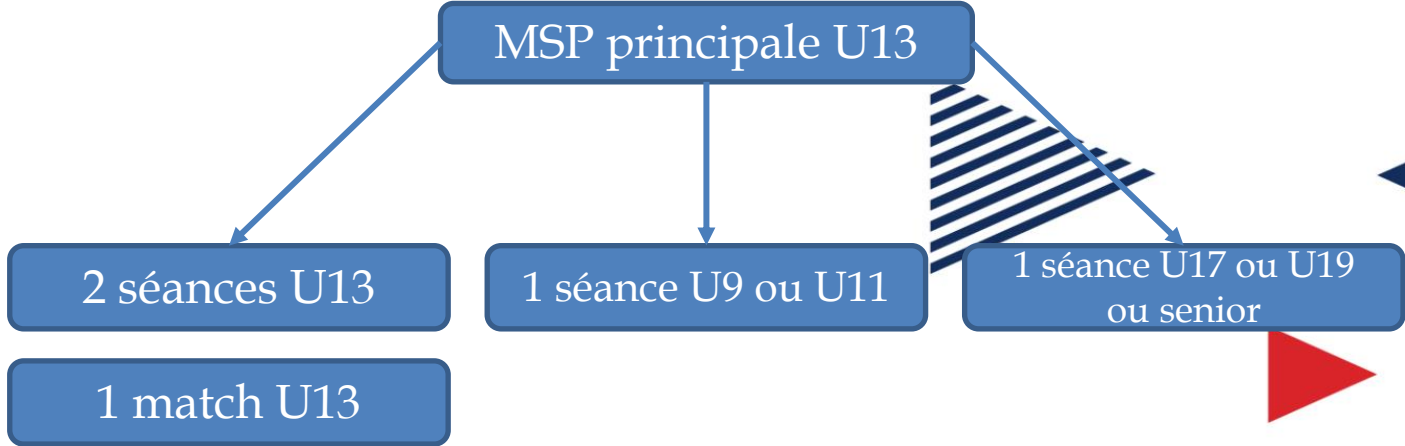 MSP principale U13
2 séances U13
1 séance U9 ou U11
1 séance U17 ou U19
ou senior
1 match U13